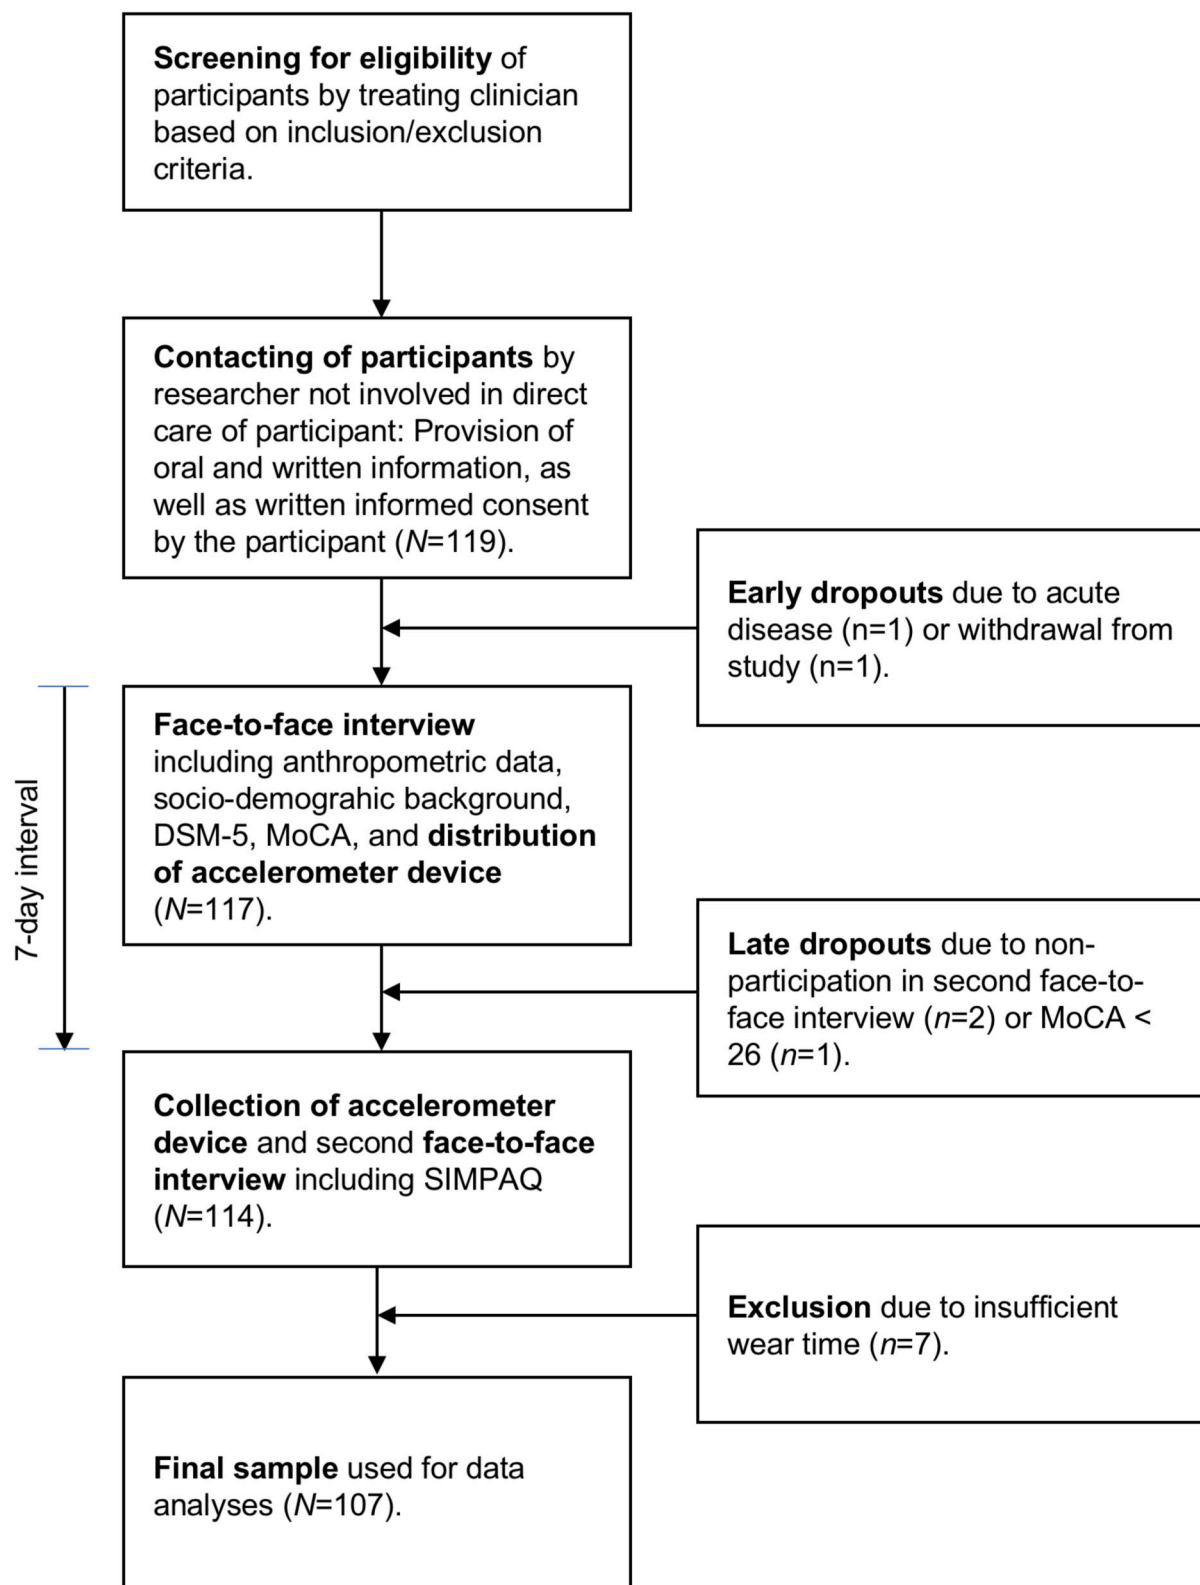 Screening for eligibility of
participants by treating clinician
based on inclusion/exclusion
criteria.
Contacting of participants by
researcher not involved in direct
care of participant: Provision of
oral and written information, as
well as written informed consent
by the participant (N=119).
Early dropouts due to acute
disease (n=1) or withdrawal from
study (n=1).
7-day interval
Face-to-face interview
including anthropometric data,
socio-demograhic background,
DSM-5, MoCA, and distribution
of accelerometer device
(N=117).
Late dropouts due to non-
participation in second face-to-
face interview (n=2) or MoCA <
26 (n=1).
Collection of accelerometer
device and second face-to-face
interview including SIMPAQ
(N=114).
Exclusion due to insufficient
wear time (n=7).
Final sample used for data
analyses (N=107).